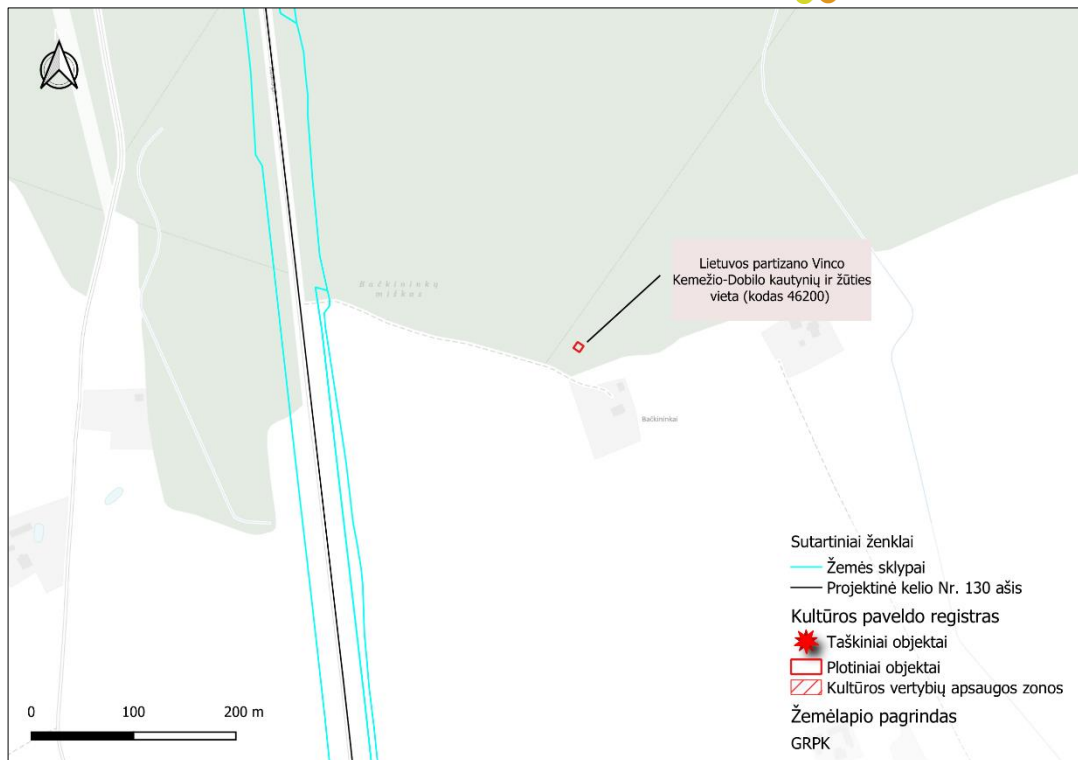 Bačkininkų
miškas
Lietuvos partizano Vinco
Kemežio-Dobilo kautynių ir žūties
vieta (kodas 46200)
Bačkininkai
Sutartiniai ženklai
Žemės sklypai
Projektinė kelio Nr. 130 ašis
Kultūros paveldo registras
Taškiniai objektai
Plotiniai objektai
Kultūros vertybių apsaugos zonos
Žemėlapio pagrindas
GRPK
0 100 200 m